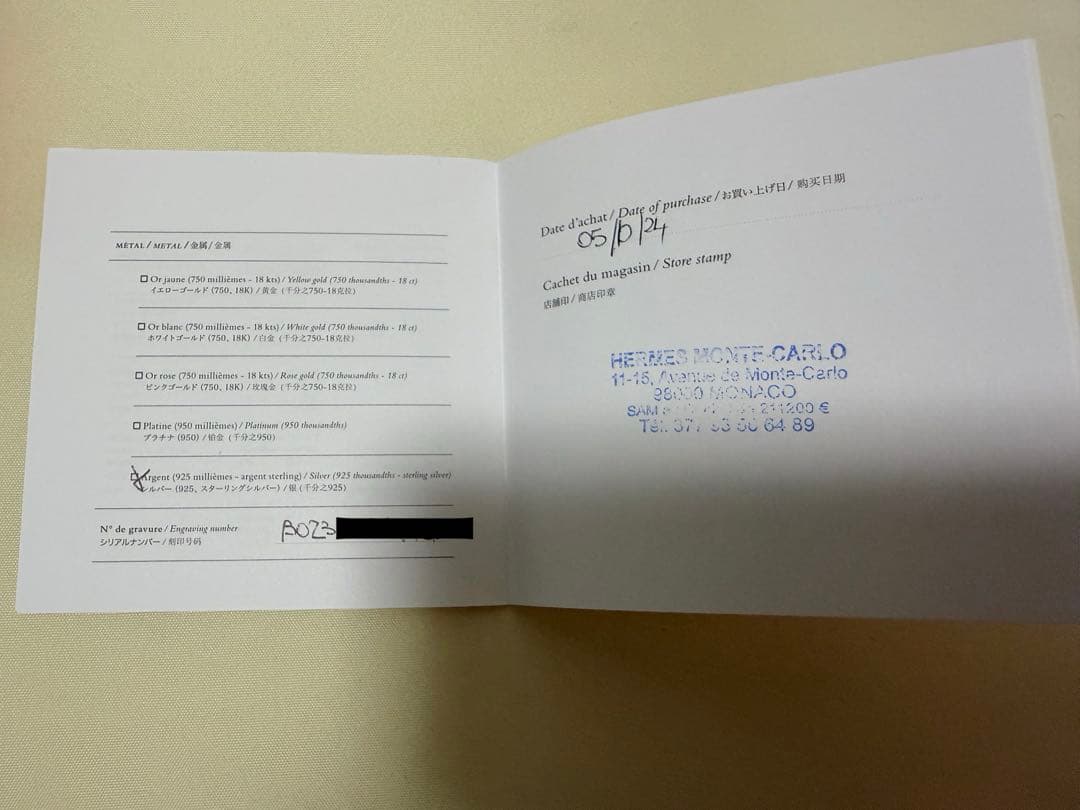 MÉTAL / METAL / 金属 / 金属
Or jaune (750 millièmes - 18 kts) / Yellow gold (750 thousandths - 18 ct)
イエローゴールド (750、18K) / 黄金 (千分之750-18克拉)
Or blanc (750 millièmes - 18 kts) / White gold (750 thousandths - 18 ct)
ホワイトゴールド (750、18K) / 白金 (千分之750-18克拉)
Or rose (750 millièmes - 18 kts) / Rose gold (750 thousandths - 18 ct)
ピンクゴールド (750、18K) / 玫瑰金 (千分之750-18克拉)
Platine (950 millièmes) / Platinum (950 thousandths)
プラチナ (950) / 铂金 (千分之950)
Argent (925 millièmes - argent sterling) / Silver (925 thousandths - sterling silver)
シルバー (925、スターリングシルバー) / 银 (千分之925)
N° de gravure / Engraving number
シリアルナンバー / 刻印号码
B023
Date d'achat / Date of purchase / お買い上げ日 / 购买日期
05/10/24
Cachet du magasin / Store stamp
店舗印 / 商店印章
HERMES MONTE-CARLO
11-15, Avenue de Monte-Carlo
98000 MONACO
SAM 211200 €
Tél. 377 93 50 64 89